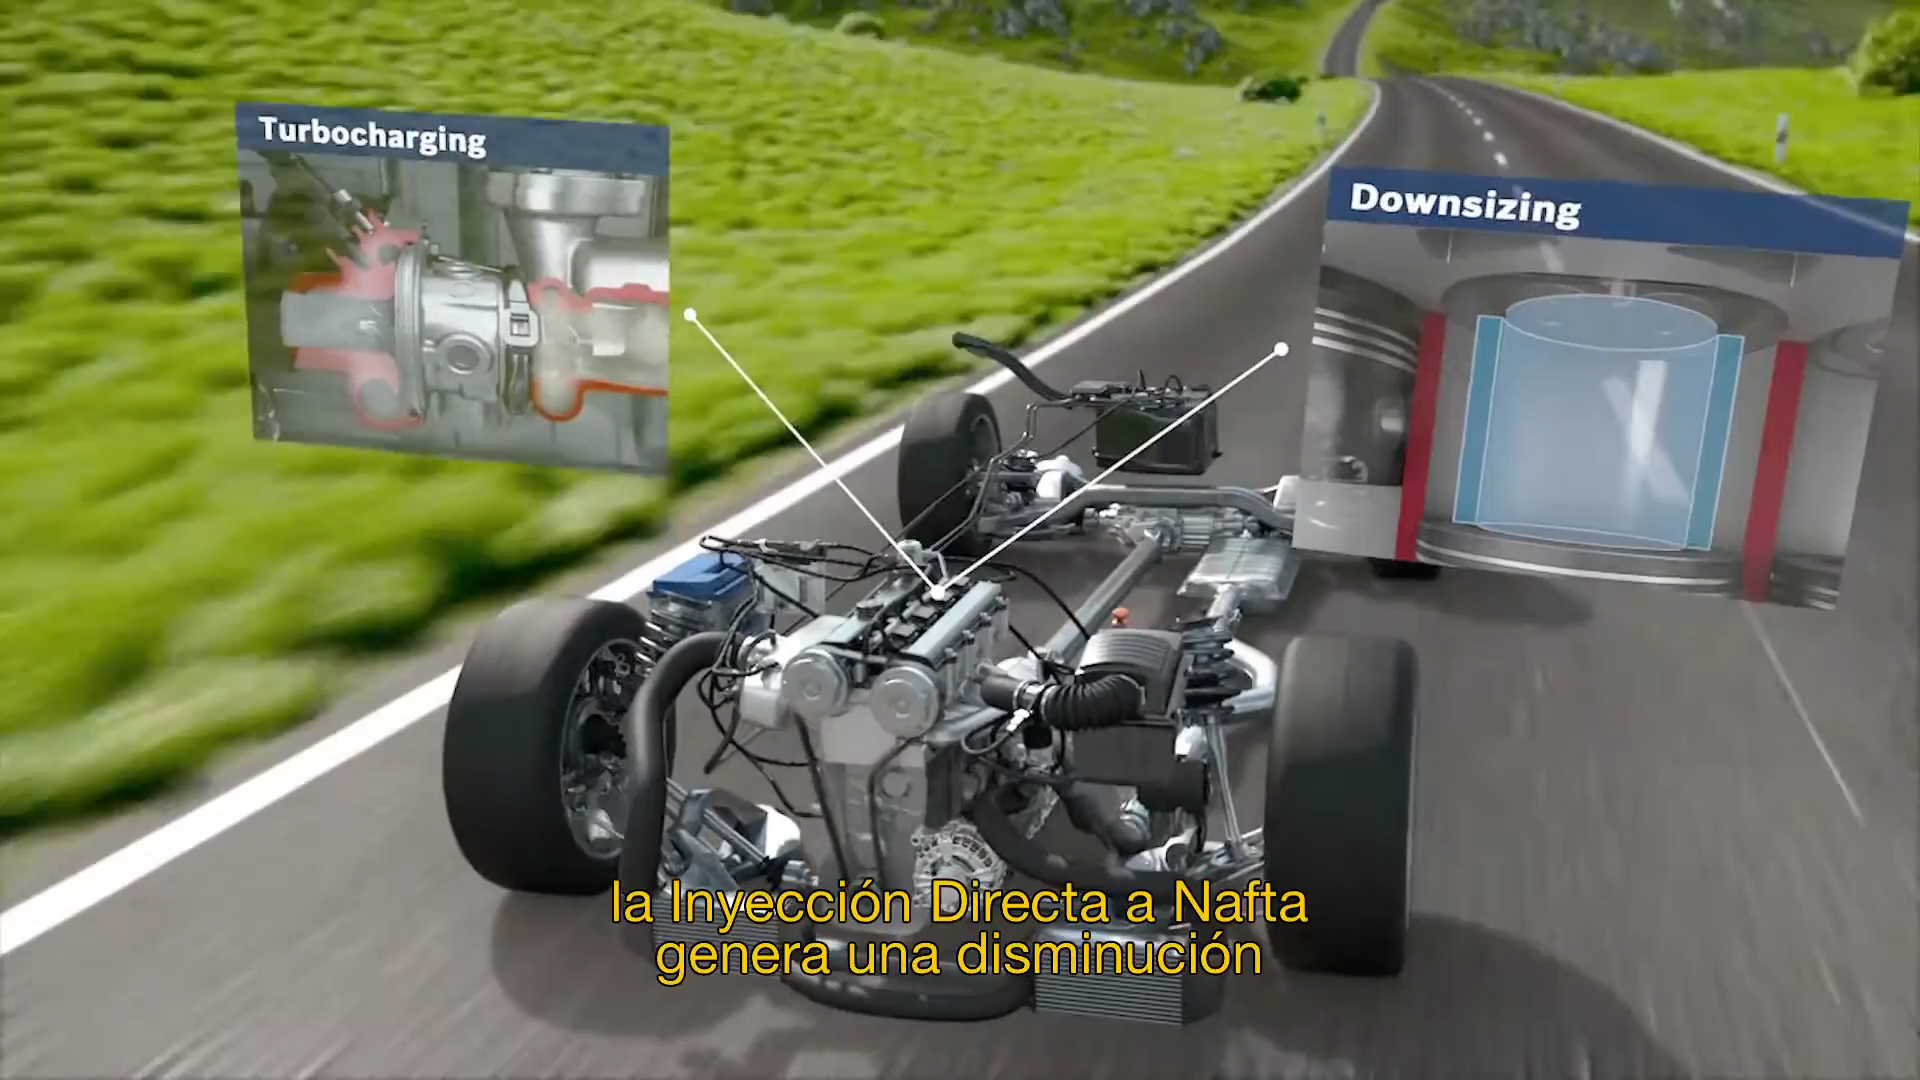 Turbocharging
Downsizing
la Inyección Directa a Nafta
genera una disminución